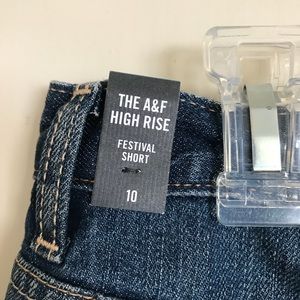 THE A&F
HIGH RISE
FESTIVAL
SHORT
10